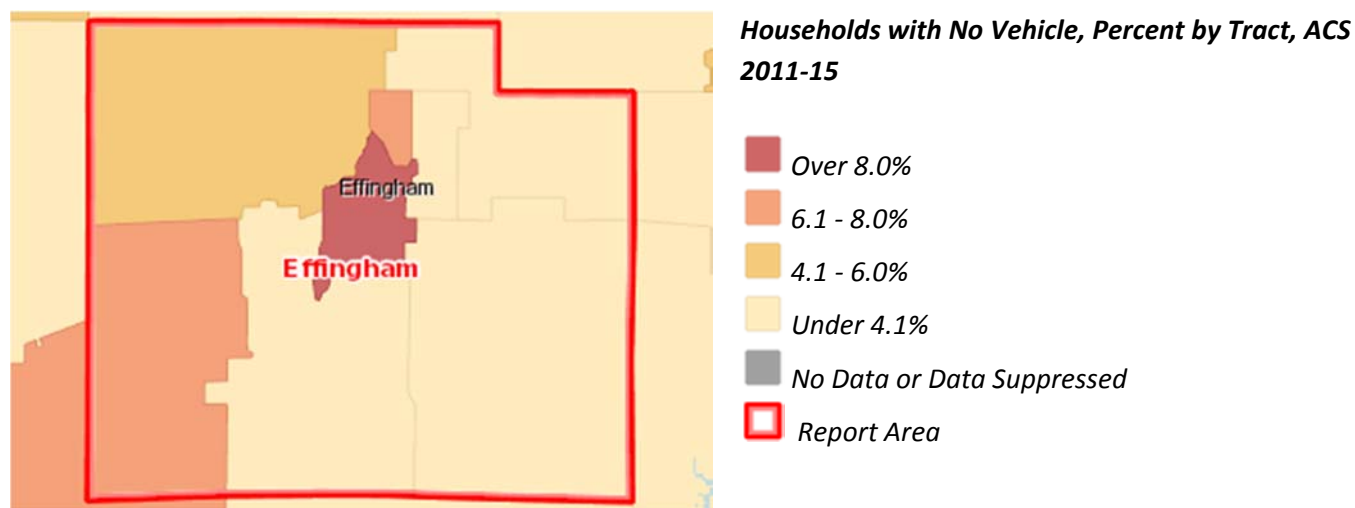 Households with No Vehicle, Percent by Tract, ACS
2011-15
Over 8.0%
6.1 - 8.0%
4.1 - 6.0%
Under 4.1%
No Data or Data Suppressed
Report Area
Effingham
Effingham